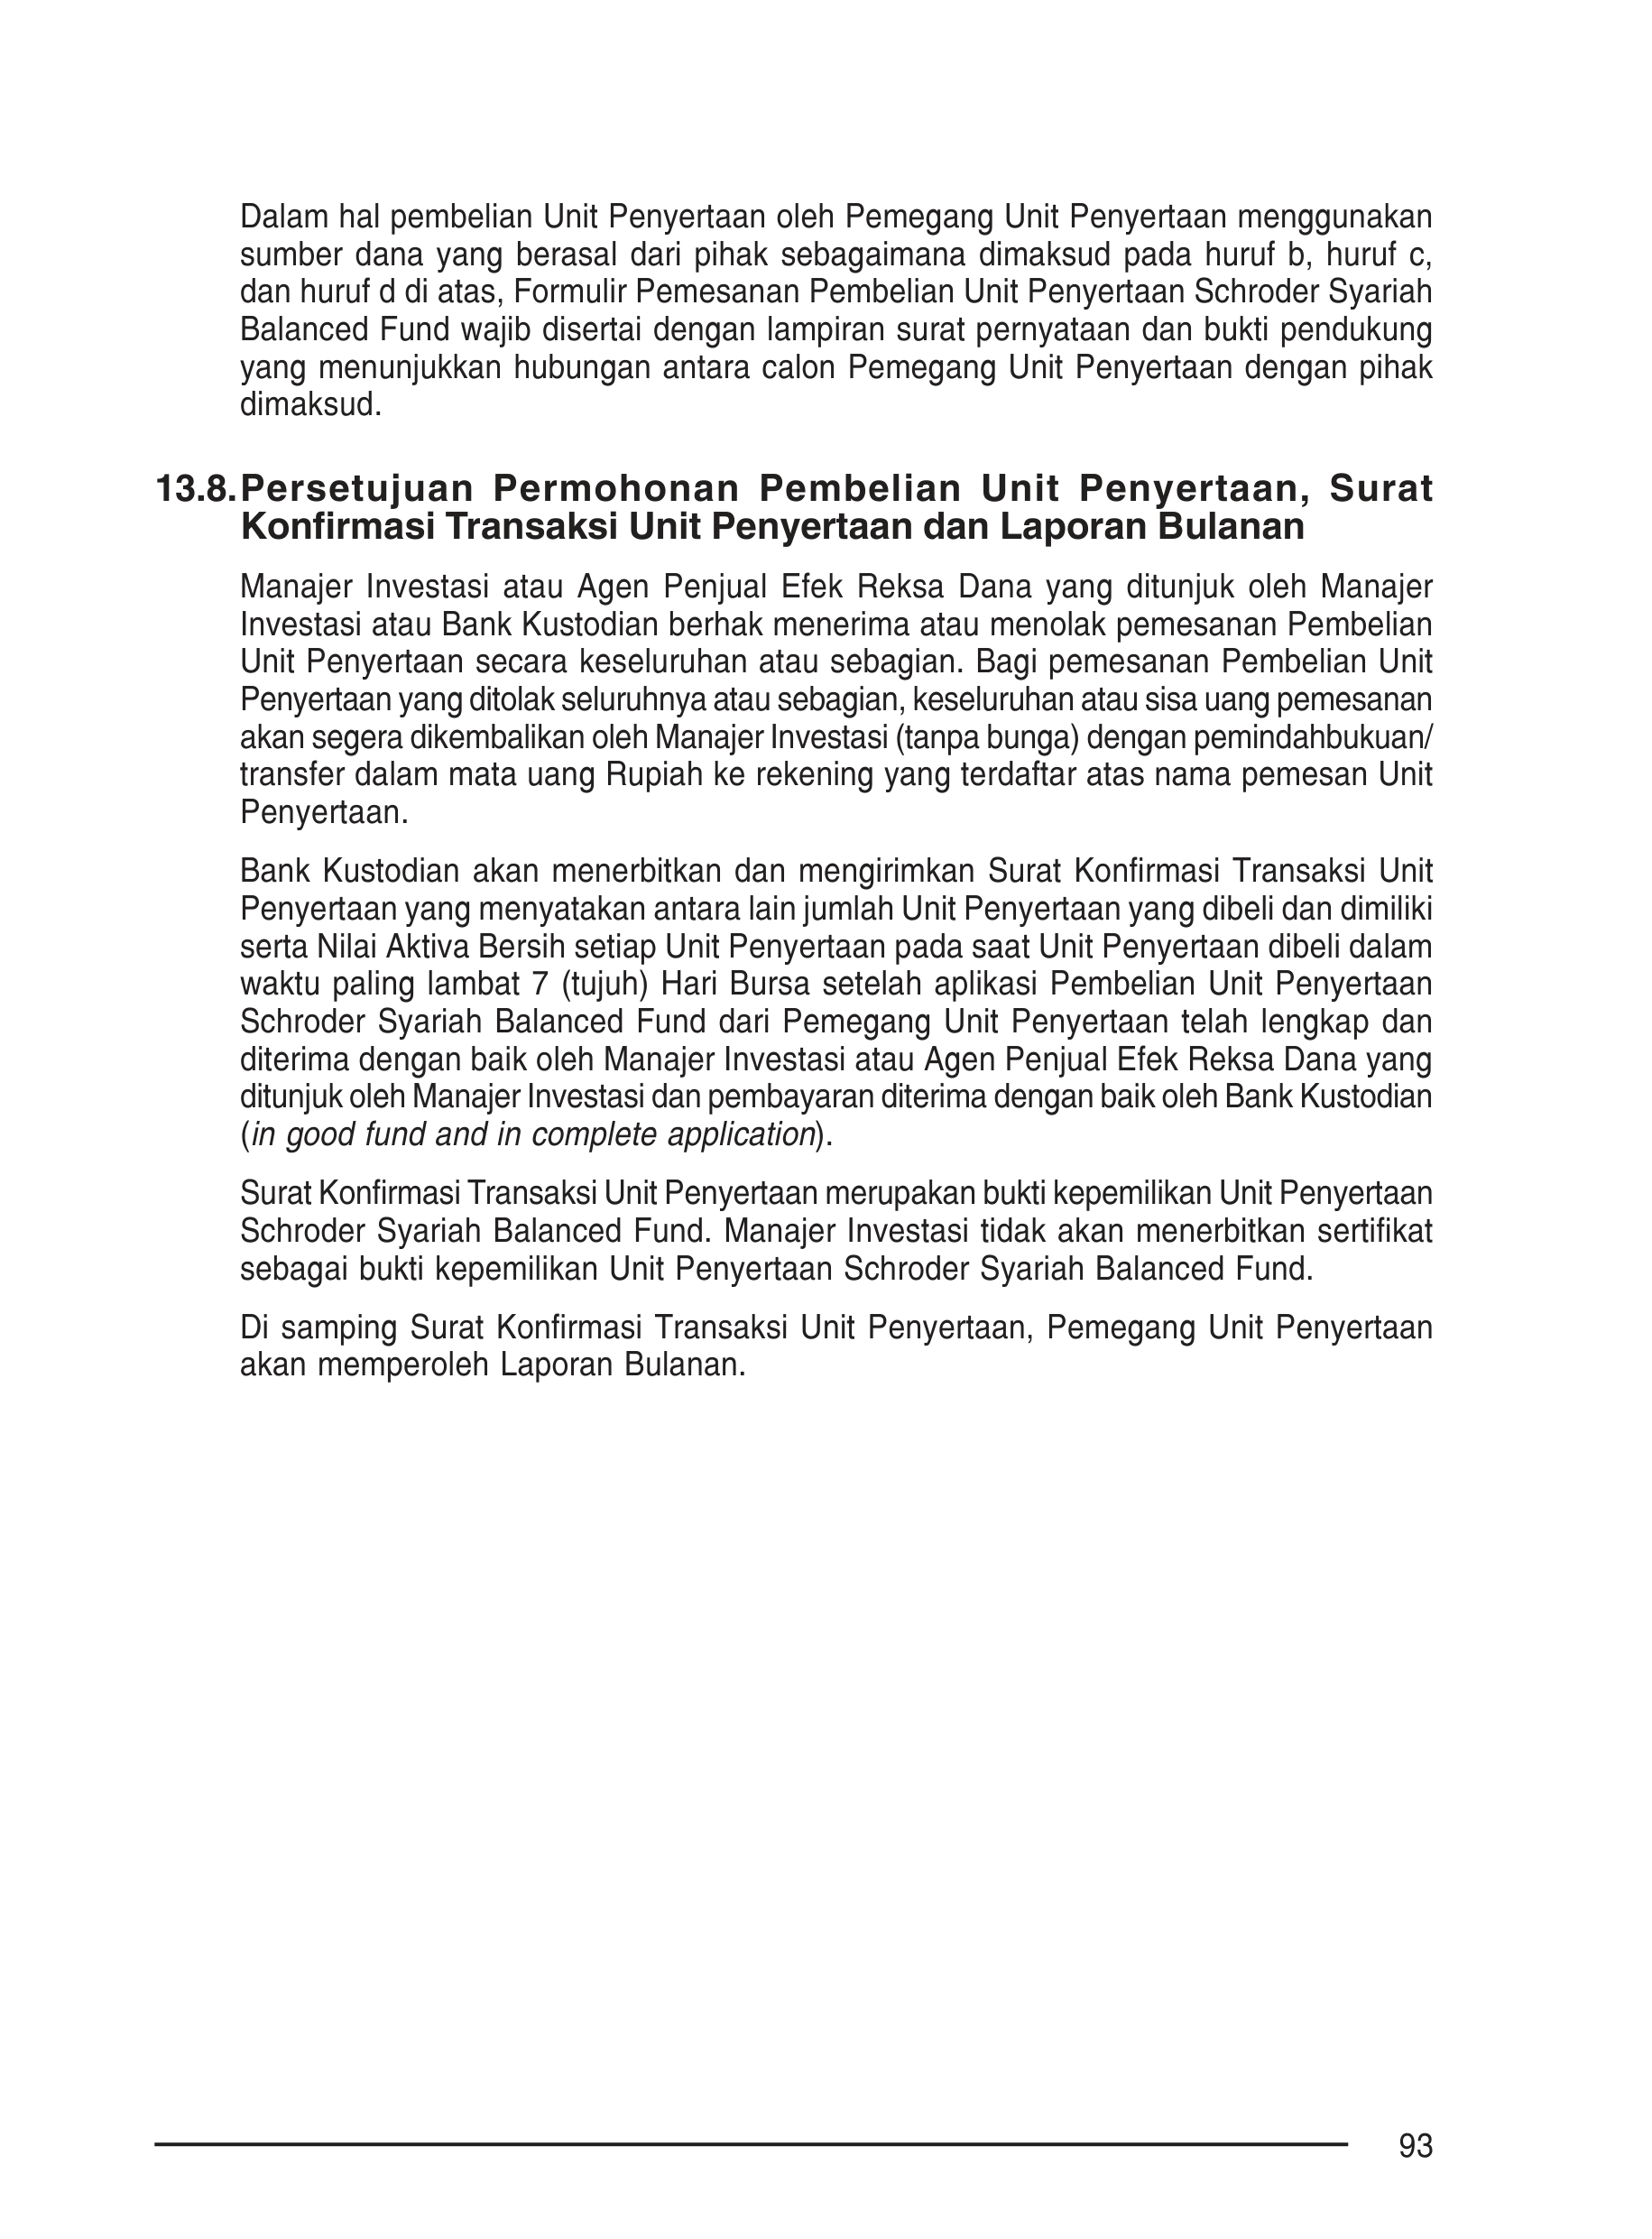 Dalam hal pembelian Unit Penyertaan oleh Pemegang Unit Penyertaan menggunakan
sumber dana yang berasal dari pihak sebagaimana dimaksud pada huruf b, huruf c,
dan huruf d di atas, Formulir Pemesanan Pembelian Unit Penyertaan Schroder Syariah
Balanced Fund wajib disertai dengan lampiran surat pernyataan dan bukti pendukung
yang menunjukkan hubungan antara calon Pemegang Unit Penyertaan dengan pihak
dimaksud.
13.8. Persetujuan Permohonan Pembelian Unit Penyertaan, Surat
Konfirmasi Transaksi Unit Penyertaan dan Laporan Bulanan
Manajer Investasi atau Agen Penjual Efek Reksa Dana yang ditunjuk oleh Manajer
Investasi atau Bank Kustodian berhak menerima atau menolak pemesanan Pembelian
Unit Penyertaan secara keseluruhan atau sebagian. Bagi pemesanan Pembelian Unit
Penyertaan yang ditolak seluruhnya atau sebagian, keseluruhan atau sisa uang pemesanan
akan segera dikembalikan oleh Manajer Investasi (tanpa bunga) dengan pemindahbukuan/
transfer dalam mata uang Rupiah ke rekening yang terdaftar atas nama pemesan Unit
Penyertaan.
Bank Kustodian akan menerbitkan dan mengirimkan Surat Konfirmasi Transaksi Unit
Penyertaan yang menyatakan antara lain jumlah Unit Penyertaan yang dibeli dan dimiliki
serta Nilai Aktiva Bersih setiap Unit Penyertaan pada saat Unit Penyertaan dibeli dalam
waktu paling lambat 7 (tujuh) Hari Bursa setelah aplikasi Pembelian Unit Penyertaan
Schroder Syariah Balanced Fund dari Pemegang Unit Penyertaan telah lengkap dan
diterima dengan baik oleh Manajer Investasi atau Agen Penjual Efek Reksa Dana yang
ditunjuk oleh Manajer Investasi dan pembayaran diterima dengan baik oleh Bank Kustodian
(in good fund and in complete application).
Surat Konfirmasi Transaksi Unit Penyertaan merupakan bukti kepemilikan Unit Penyertaan
Schroder Syariah Balanced Fund. Manajer Investasi tidak akan menerbitkan sertifikat
sebagai bukti kepemilikan Unit Penyertaan Schroder Syariah Balanced Fund.
Di samping Surat Konfirmasi Transaksi Unit Penyertaan, Pemegang Unit Penyertaan
akan memperoleh Laporan Bulanan.
93